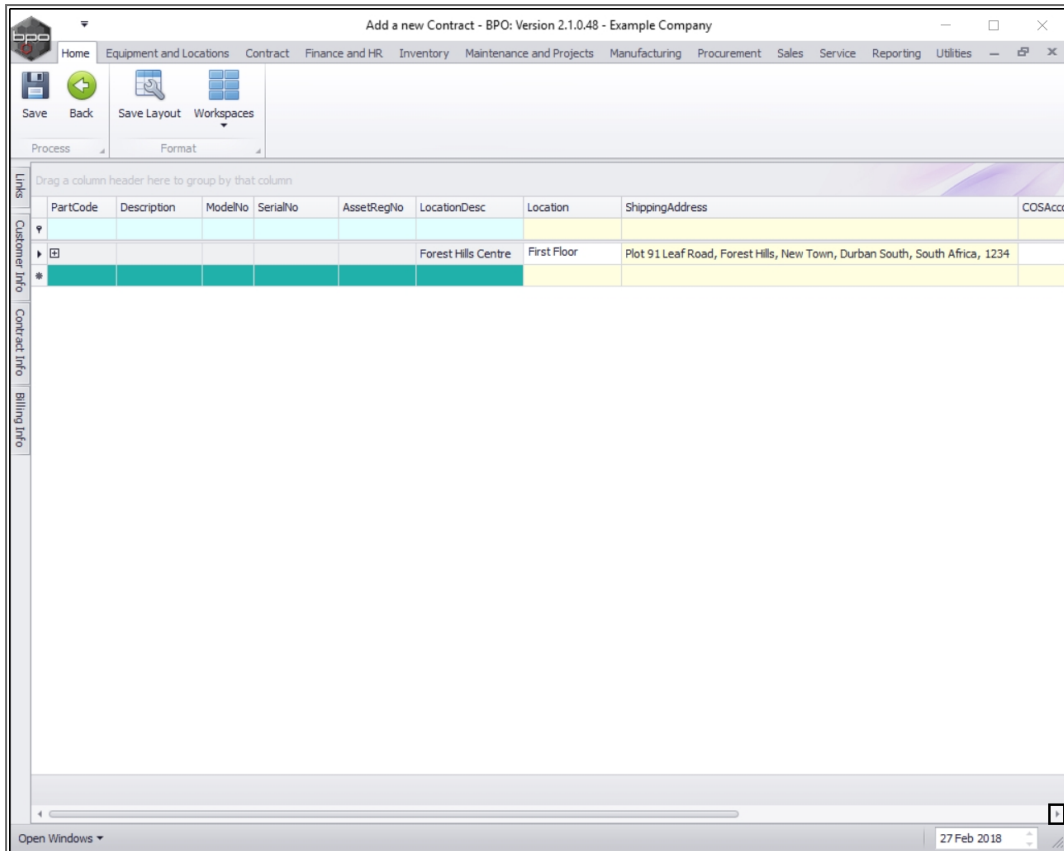 Add a new Contract - BPO: Version 2.1.0.48 - Example Company
bpo
Home Equipment and Locations Contract Finance and HR Inventory Maintenance and Projects Manufacturing Procurement Sales Service Reporting Utilities
Save Back Save Layout Workspaces
Process Format
Links
Customer Info
Contract Info
Billing Info
Drag a column header here to group by that column
PartCode Description ModelNo SerialNo AssetRegNo LocationDesc Location ShippingAddress COSAcco
Forest Hills Centre First Floor Plot 91 Leaf Road, Forest Hills, New Town, Durban South, South Africa, 1234
Open Windows 27 Feb 2018